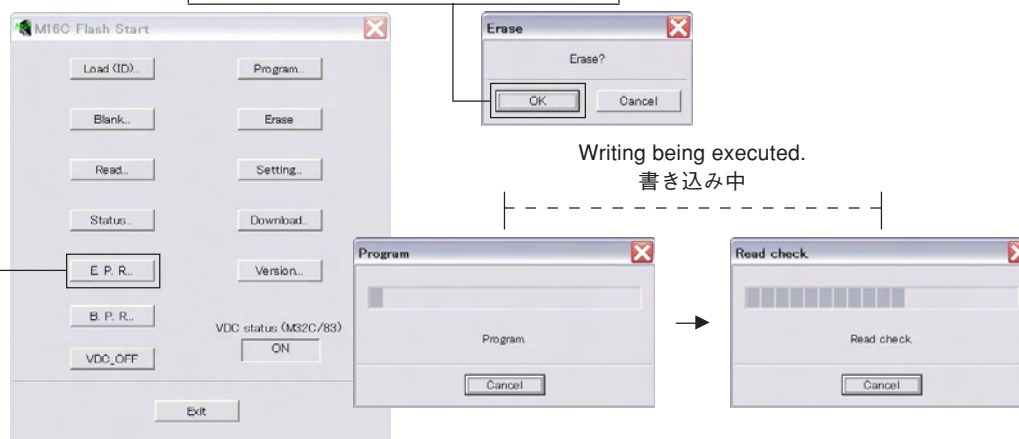 M16C Flash Start
Load (ID)...
Program...
Blank...
Erase
Read...
Setting...
Status...
Download...
E. P. R...
Version...
B. P. R...
VDC status (M32C/83)
ON
VDC_OFF
Exit
Erase
Erase?
OK
Cancel
Writing being executed.
書き込み中
Program
Program.
Cancel
Read check.
Read check.
Cancel